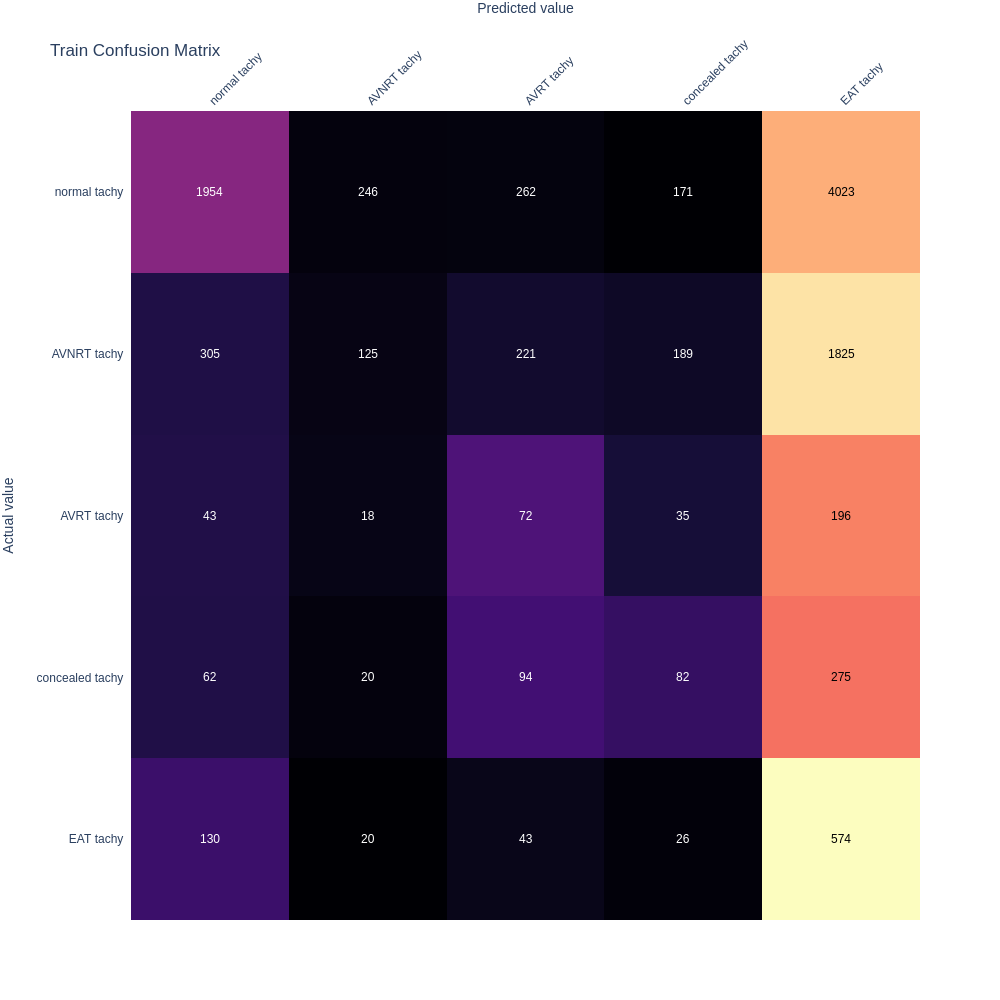 Predicted value
Train Confusion Matrix
normal tachy
AVNRT tachy
AVRT tachy
concealed tachy
EAT tachy
normal tachy 1954 246 262 171 4023
AVNRT tachy 305 125 221 189 1825
AVRT tachy 43 18 72 35 196
concealed tachy 62 20 94 82 275
EAT tachy 130 20 43 26 574
Actual value